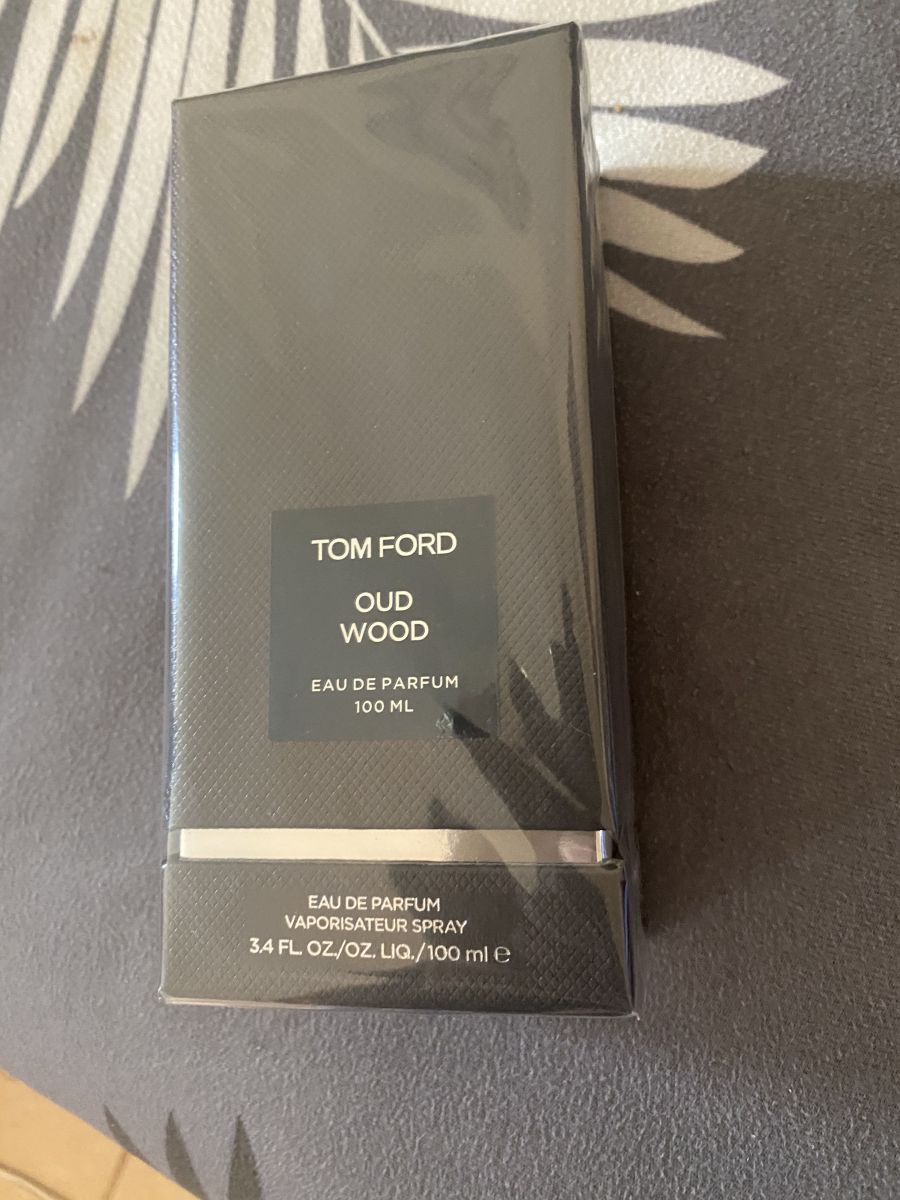 TOM FORD
OUD
WOOD
EAU DE PARFUM
100 ML
EAU DE PARFUM
VAPORISATEUR SPRAY
3.4 FL. OZ./OZ. LIQ./100 ml ℮